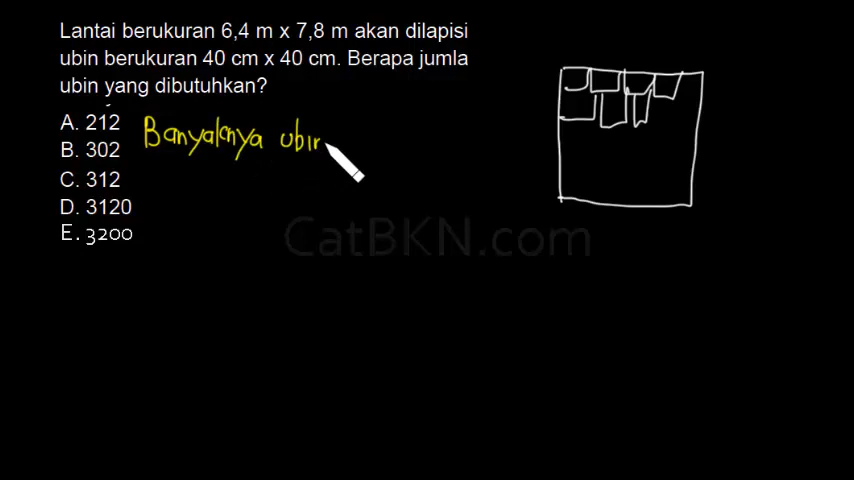 Lantai berukuran 6,4 m x 7,8 m akan dilapisi
ubin berukuran 40 cm x 40 cm. Berapa jumla
ubin yang dibutuhkan?
A. 212
B. 302
C. 312
D. 3120
E. 3200
Banyaknya ubin
CatBKN.com